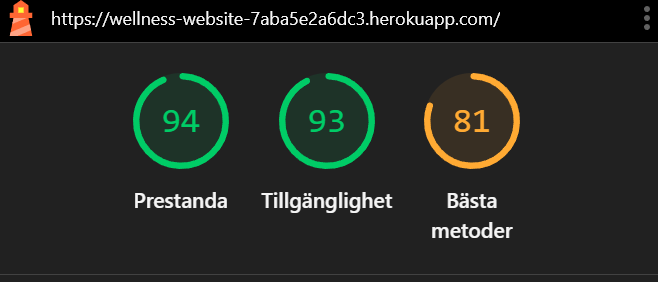 https://wellness-website-7aba5e2a6dc3.herokuapp.com/
94
93
81
Prestanda
Tillgänglighet
Bästa
metoder